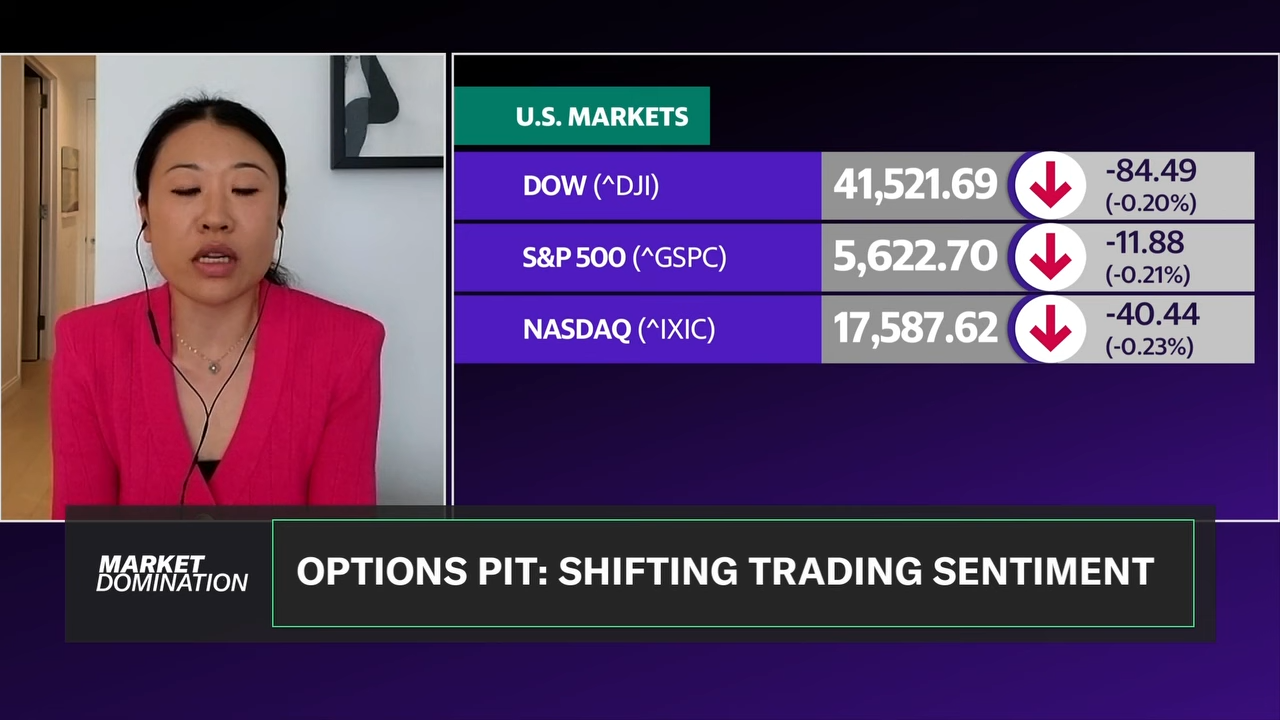 U.S. MARKETS
DOW (^DJI) 41,521.69 -84.49 (-0.20%)
S&P 500 (^GSPC) 5,622.70 -11.88 (-0.21%)
NASDAQ (^IXIC) 17,587.62 -40.44 (-0.23%)
MARKET
DOMINATION
OPTIONS PIT: SHIFTING TRADING SENTIMENT